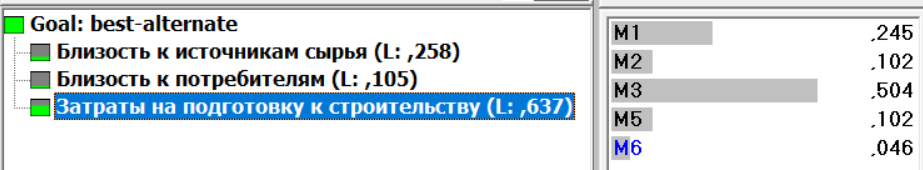 Goal: best-alternate
Близость к источникам сырья (L: ,258)
Близость к потребителям (L: ,105)
Затраты на подготовку к строительству (L: ,637)
M1 ,245
M2 ,102
M3 ,504
M5 ,102
M6 ,046